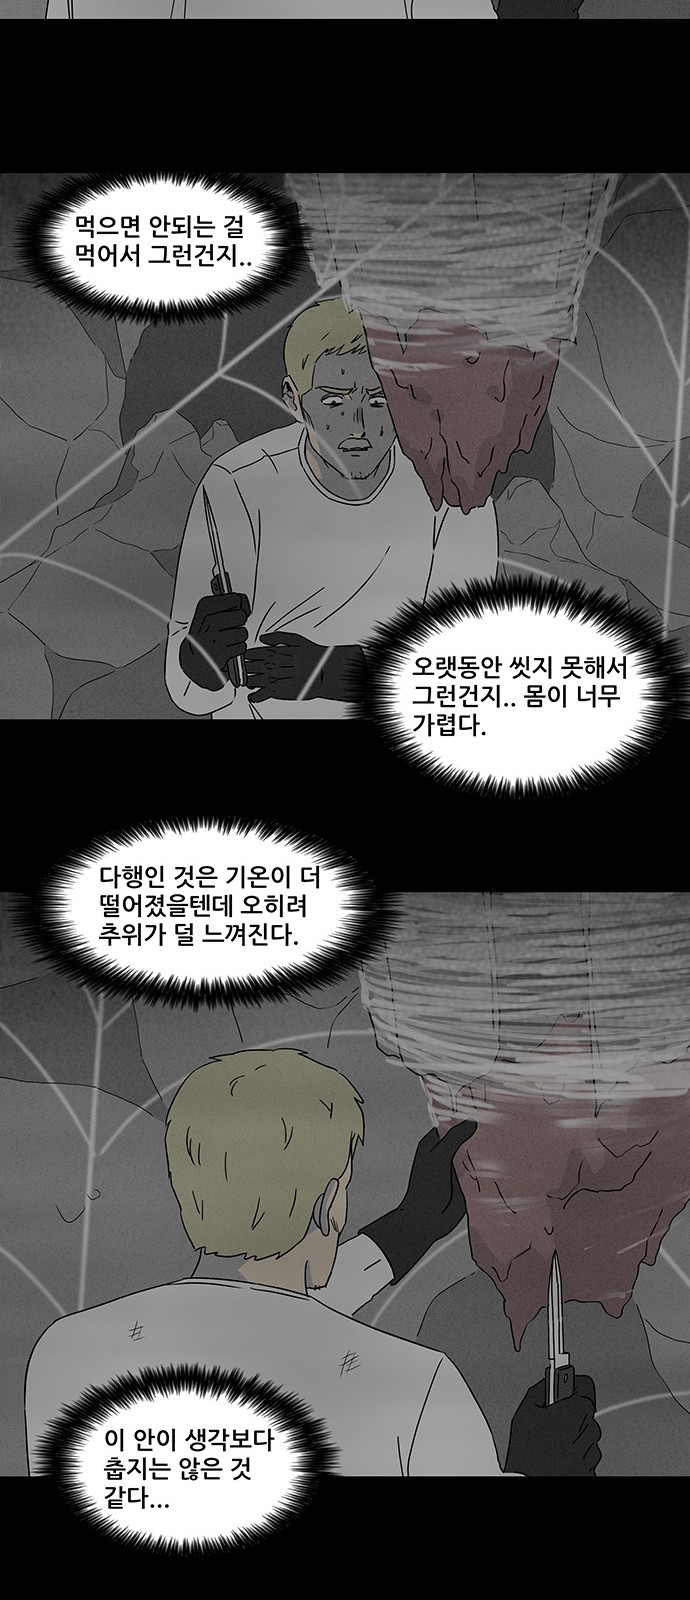 먹으면 안되는 걸
먹어서 그런건지..
오랫동안 씻지 못해서
그런건지.. 몸이 너무
가렵다.
다행인 것은 기온이 더
떨어졌을텐데 오히려
추위가 덜 느껴진다.
이 안이 생각보다
춥지는 않은 것
같다...